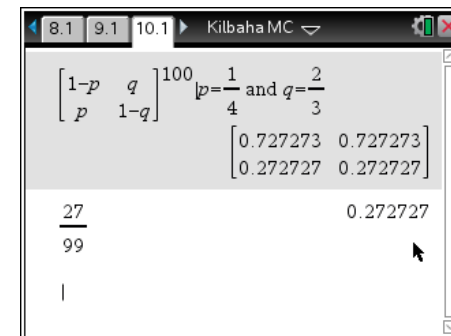 8.1 9.1 10.1 Kilbaha MC
[1-p q
p 1-q]^100 |p=1/4 and q=2/3
[0.727273 0.727273
0.272727 0.272727]
27/99 0.272727